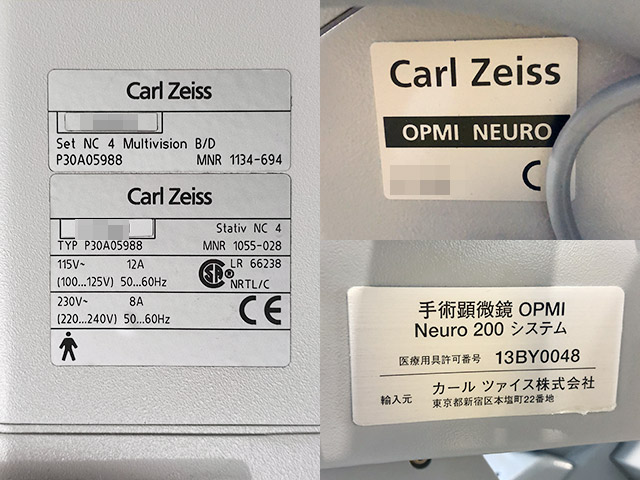 Carl Zeiss
Set NC 4 Multivision B/D
P30A05988 MNR 1134-694
Carl Zeiss
Stativ NC 4
TYP P30A05988 MNR 1055-028
115V~ 12A
(100...125V) 50...60Hz
230V~ 8A
(220...240V) 50...60Hz
CSA
LR 66238
NRTL/C
CE
Carl Zeiss
OPMI NEURO
C
手術顕微鏡 OPMI
Neuro 200 システム
医療用具許可番号 13BY0048
輸入元 カール ツァイス株式会社
東京都新宿区本塩町22番地